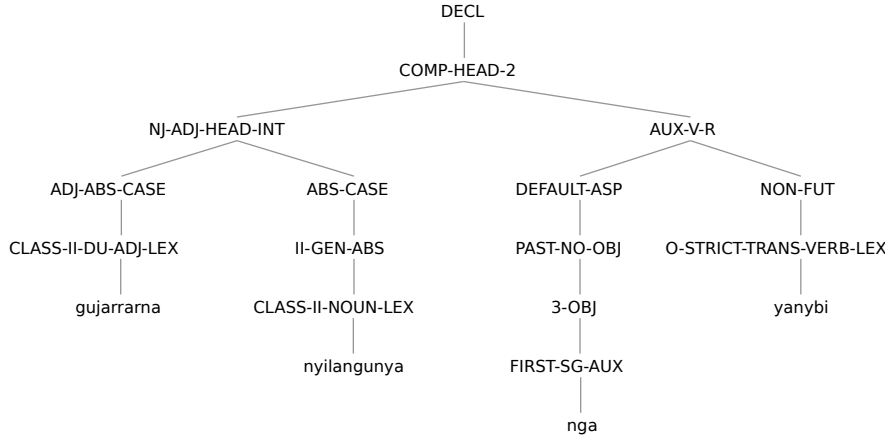 DECL
COMP-HEAD-2
NJ-ADJ-HEAD-INT AUX-V-R
ADJ-ABS-CASE ABS-CASE DEFAULT-ASP NON-FUT
CLASS-II-DU-ADJ-LEX II-GEN-ABS PAST-NO-OBJ O-STRICT-TRANS-VERB-LEX
gujarrarna CLASS-II-NOUN-LEX 3-OBJ yanybi
nyilangunya FIRST-SG-AUX
nga